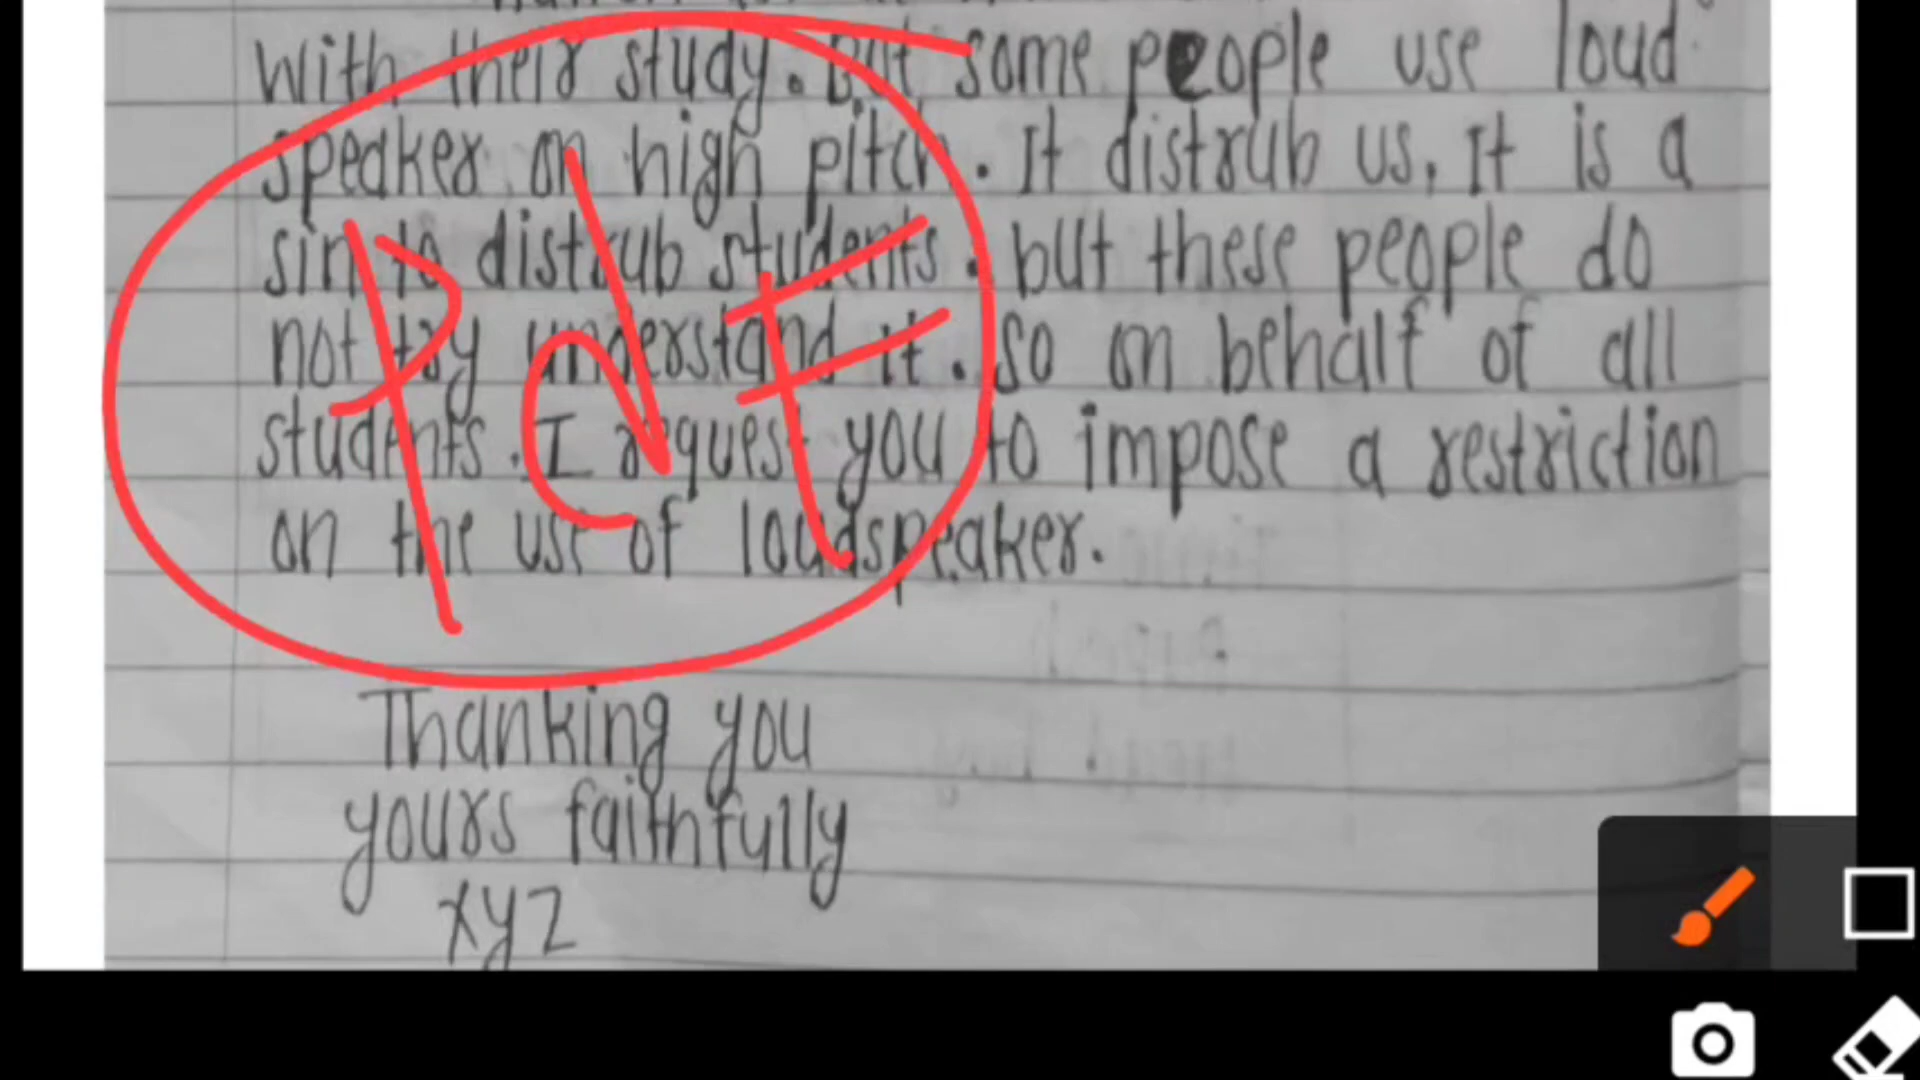 with their study. But some people use loud
speaker on high pitch. It distrub us. It is a
sin to distrub students. but these people do
not try understand it. So on behalf of all
students. I request you to impose a restriction
on the use of loudspeaker.
Pdf
Thanking you
yours faithfully
xyz